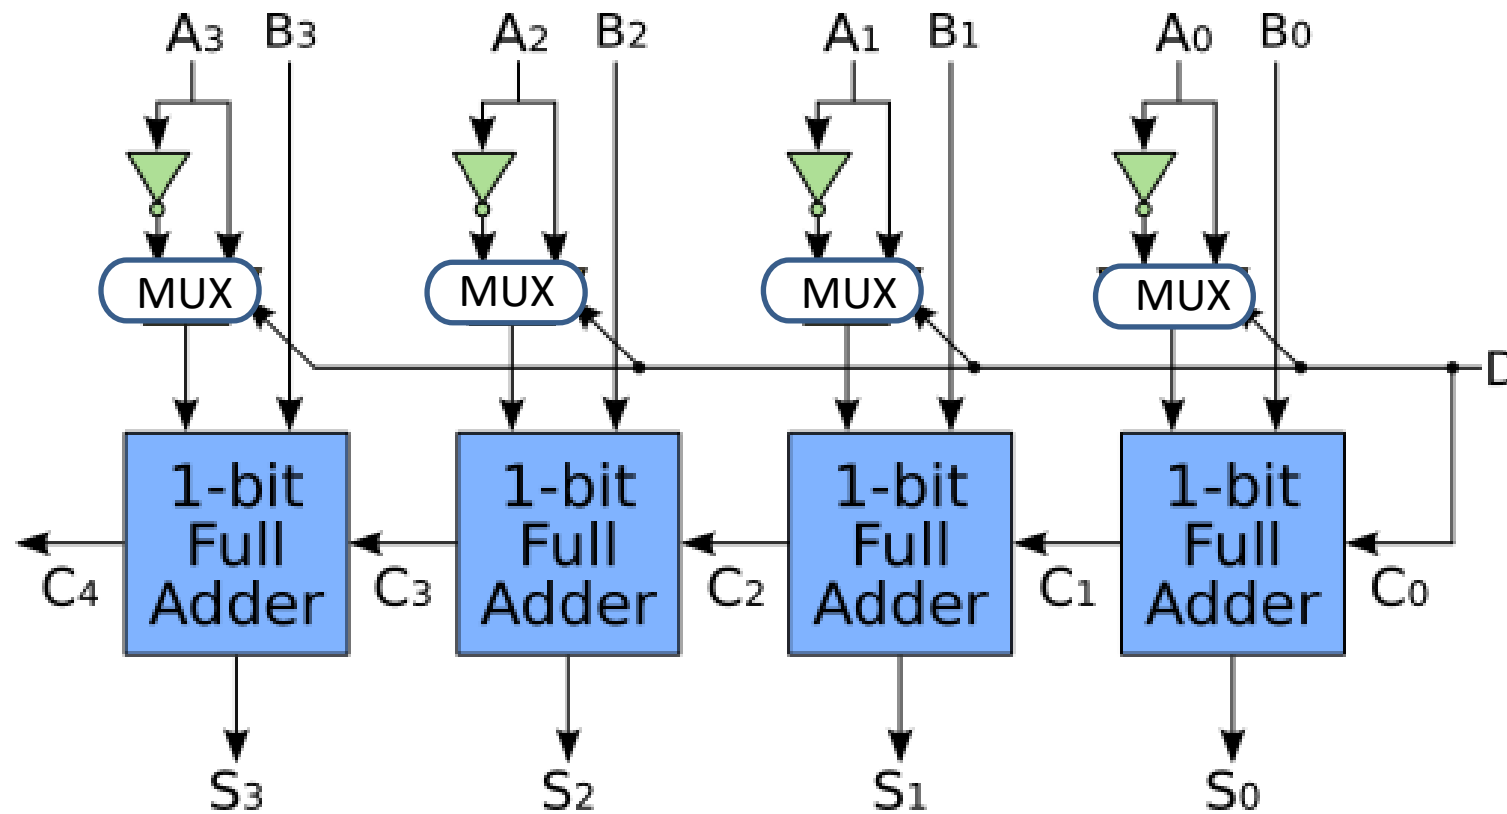 A3 B3 A2 B2 A1 B1 A0 B0
MUX MUX MUX MUX
D
1-bit Full Adder
1-bit Full Adder
1-bit Full Adder
1-bit Full Adder
C4 C3 C2 C1 C0
S3 S2 S1 S0